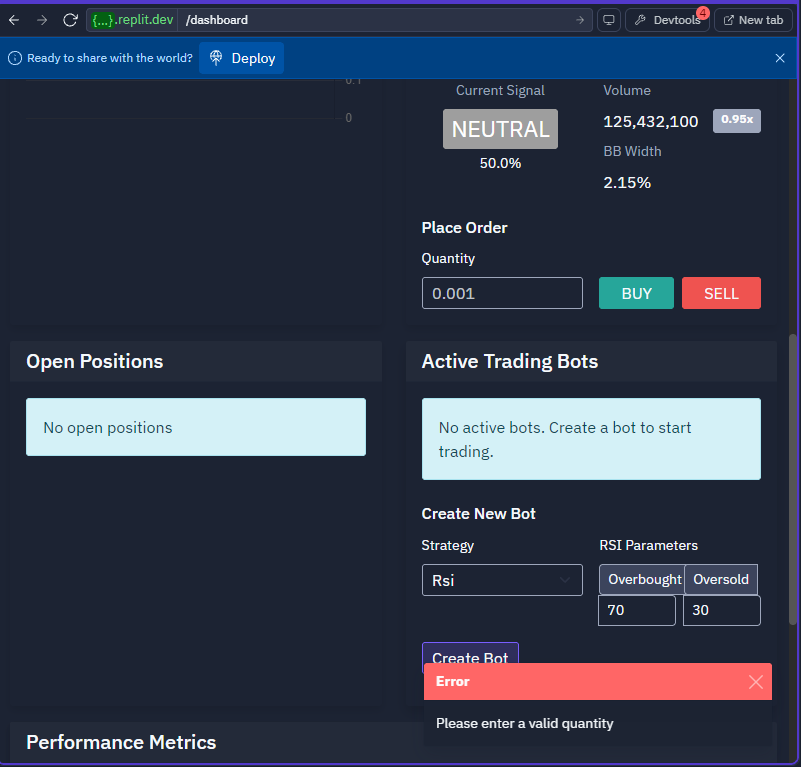 {...}.replit.dev /dashboard
Devtools 4
New tab
Ready to share with the world?
Deploy
0.1
0
Current Signal
NEUTRAL
50.0%
Volume
125,432,100 0.95x
BB Width
2.15%
Place Order
Quantity
0.001
BUY
SELL
Open Positions
No open positions
Active Trading Bots
No active bots. Create a bot to start
trading.
Create New Bot
Strategy
Rsi
RSI Parameters
Overbought Oversold
70 30
Create Bot
Error
Please enter a valid quantity
Performance Metrics